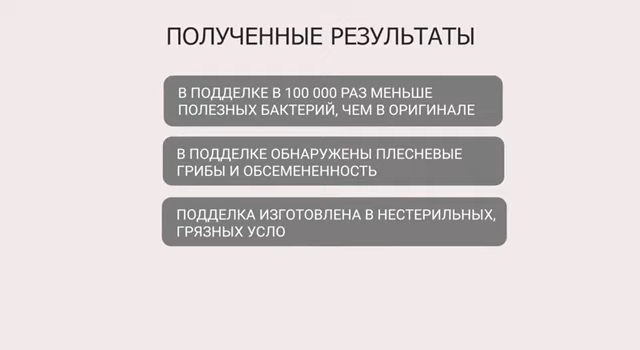 ПОЛУЧЕННЫЕ РЕЗУЛЬТАТЫ
В ПОДДЕЛКЕ В 100 000 РАЗ МЕНЬШЕ
ПОЛЕЗНЫХ БАКТЕРИЙ, ЧЕМ В ОРИГИНАЛЕ
В ПОДДЕЛКЕ ОБНАРУЖЕНЫ ПЛЕСНЕВЫЕ
ГРИБЫ И ОБСЕМЕНЕННОСТЬ
ПОДДЕЛКА ИЗГОТОВЛЕНА В НЕСТЕРИЛЬНЫХ,
ГРЯЗНЫХ УСЛО